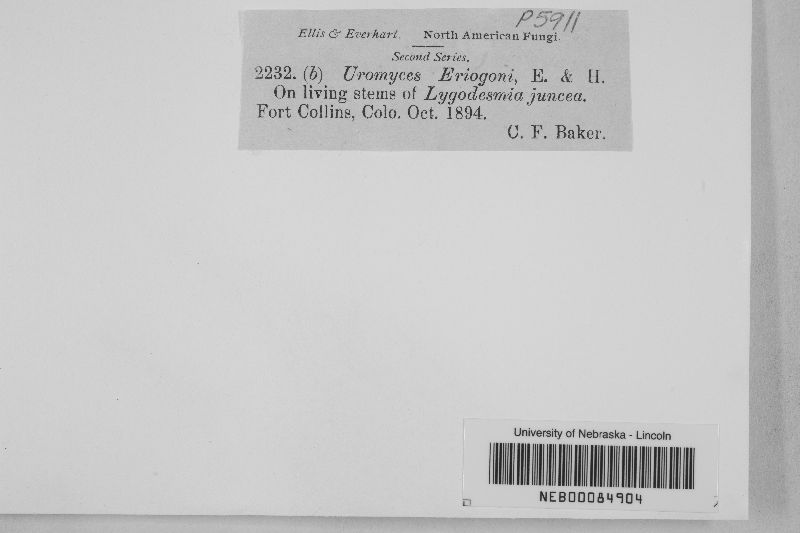 P5911
Ellis & Everhart. North American Fungi.
Second Series.
2232. (b) Uromyces Eriogoni, E. & H.
On living stems of Lygodesmia juncea.
Fort Collins, Colo. Oct. 1894.
C. F. Baker.
University of Nebraska - Lincoln
NEB00084904